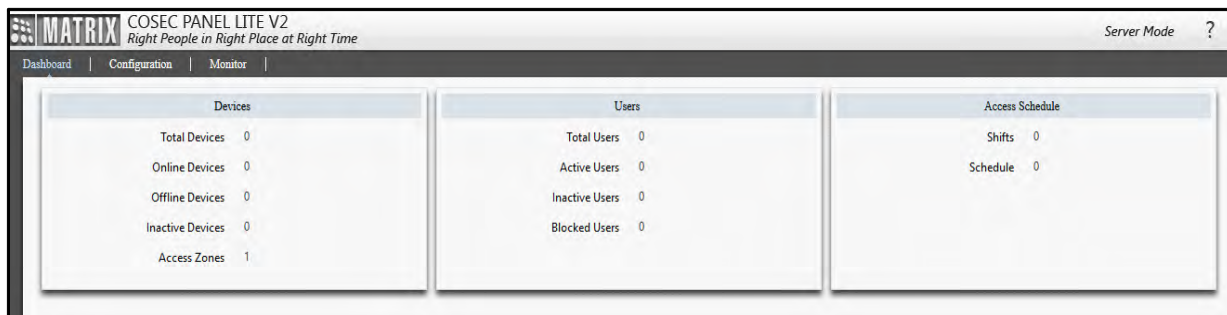 MATRIX
COSEC PANEL LITE V2
Right People in Right Place at Right Time
Server Mode ?
Dashboard | Configuration | Monitor |
Devices
Total Devices 0
Online Devices 0
Offline Devices 0
Inactive Devices 0
Access Zones 1
Users
Total Users 0
Active Users 0
Inactive Users 0
Blocked Users 0
Access Schedule
Shifts 0
Schedule 0